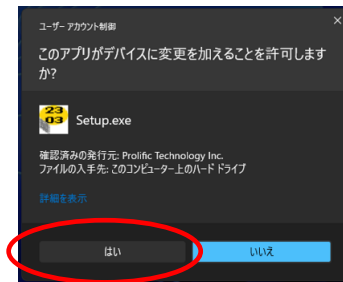 ユーザー アカウント制御
×
このアプリがデバイスに変更を加えることを許可します
か?
23
03
Setup.exe
確認済みの発行元: Prolific Technology Inc.
ファイルの入手先: このコンピューター上のハード ドライブ
詳細を表示
はい
いいえ